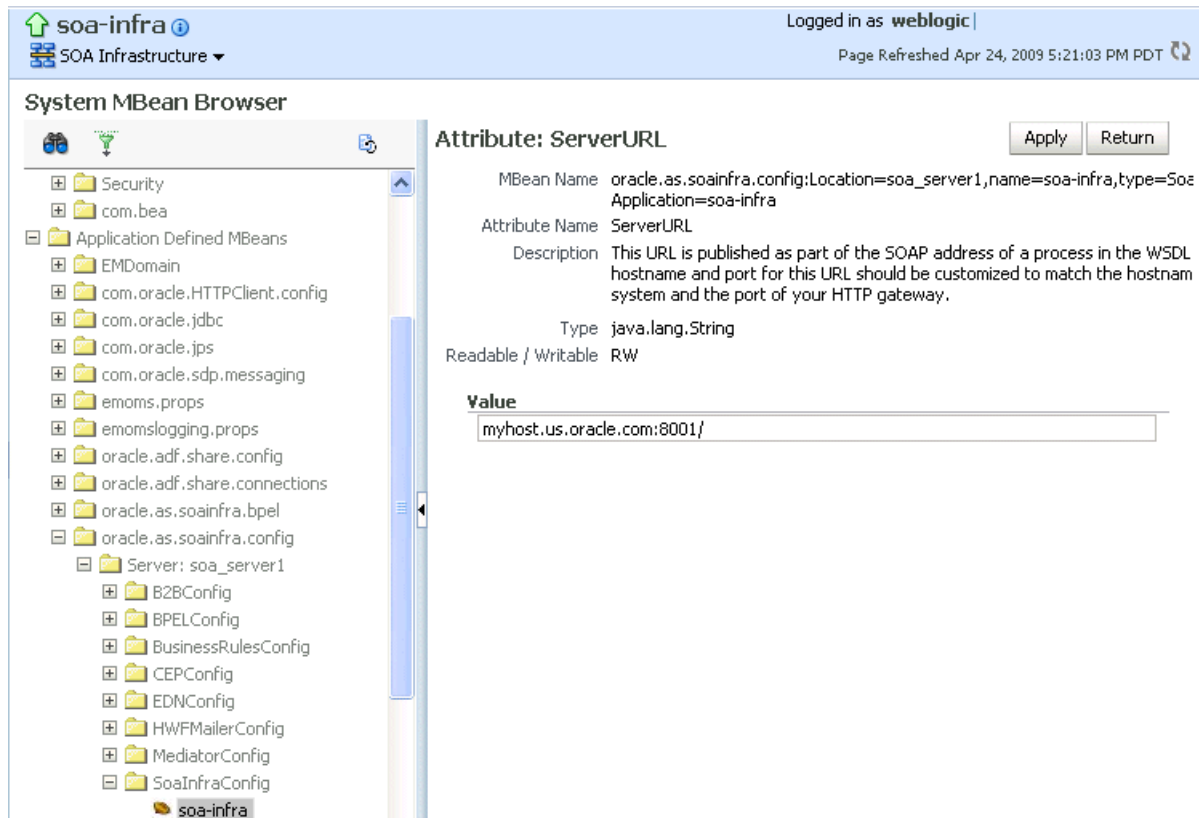 soa-infra
Logged in as weblogic|
SOA Infrastructure
Page Refreshed Apr 24, 2009 5:21:03 PM PDT
System MBean Browser
Security
com.bea
Application Defined MBeans
EMDomain
com.oracle.HTTPClient.config
com.oracle.jdbc
com.oracle.jps
com.oracle.sdp.messaging
emoms.props
emomslogging.props
oracle.adf.share.config
oracle.adf.share.connections
oracle.as.soainfra.bpel
oracle.as.soainfra.config
Server: soa_server1
B2BConfig
BPELConfig
BusinessRulesConfig
CEPConfig
EDNConfig
HWFMailerConfig
MediatorConfig
SoaInfraConfig
soa-infra
Attribute: ServerURL
Apply Return
MBean Name oracle.as.soainfra.config:Location=soa_server1,name=soa-infra,type=Soa
Application=soa-infra
Attribute Name ServerURL
Description This URL is published as part of the SOAP address of a process in the WSDL
hostname and port for this URL should be customized to match the hostnam
system and the port of your HTTP gateway.
Type java.lang.String
Readable / Writable RW
Value
myhost.us.oracle.com:8001/